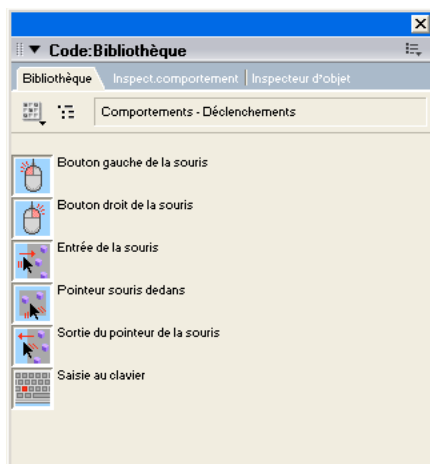 Code:Bibliothèque
Bibliothèque Inspect.comportement Inspecteur d'objet
Comportements - Déclenchements
Bouton gauche de la souris
Bouton droit de la souris
Entrée de la souris
Pointeur souris dedans
Sortie du pointeur de la souris
Saisie au clavier